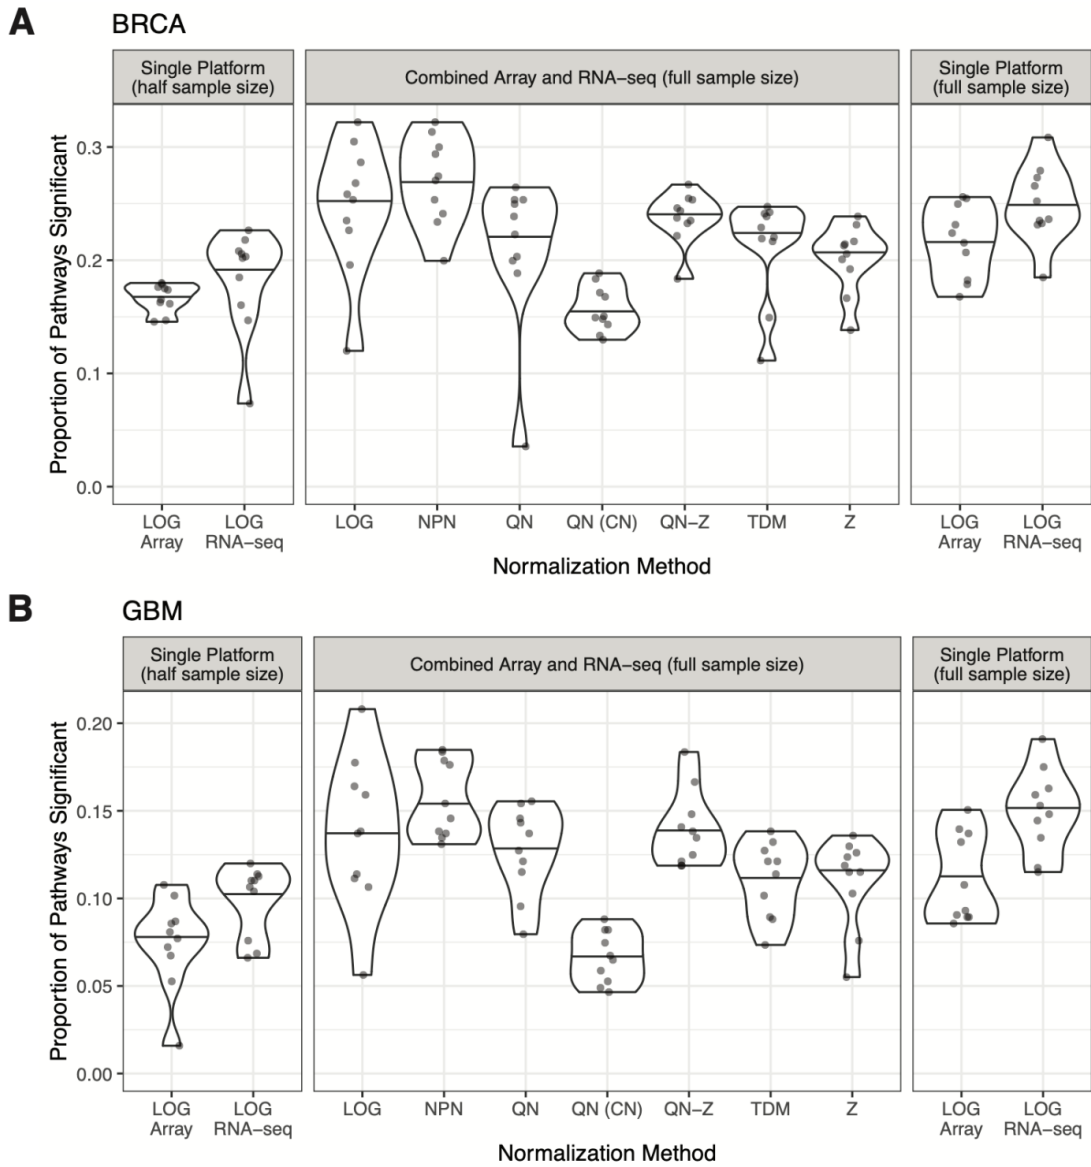 A
BRCA
Single Platform
(half sample size)
Combined Array and RNA−seq (full sample size)
Single Platform
(full sample size)
Proportion of Pathways Significant
0.3
0.2
0.1
0.0
LOG
Array
LOG
RNA−seq
LOG
NPN
QN
QN (CN)
QN−Z
TDM
Z
LOG
Array
LOG
RNA−seq
Normalization Method
B
GBM
Single Platform
(half sample size)
Combined Array and RNA−seq (full sample size)
Single Platform
(full sample size)
Proportion of Pathways Significant
0.20
0.15
0.10
0.05
0.00
LOG
Array
LOG
RNA−seq
LOG
NPN
QN
QN (CN)
QN−Z
TDM
Z
LOG
Array
LOG
RNA−seq
Normalization Method